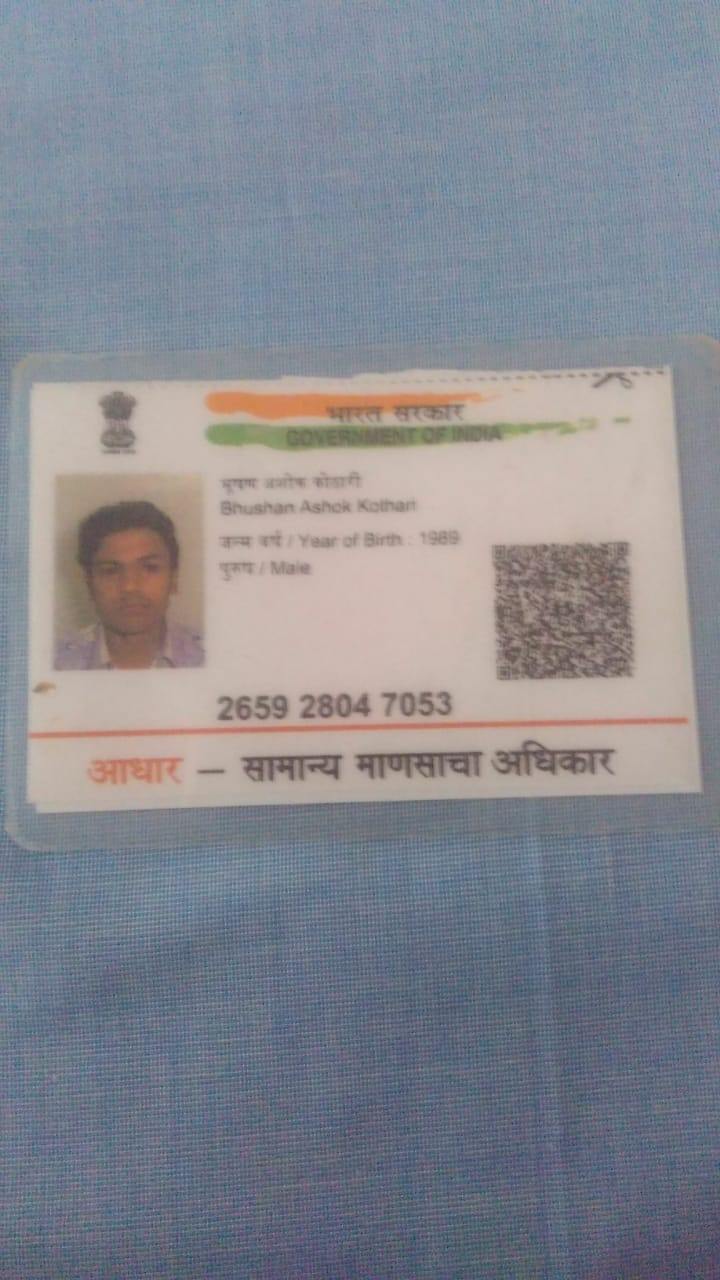 भारत सरकार
GOVERNMENT OF INDIA
भूषण अशोक कोठारी
Bhushan Ashok Kothari
जन्म वर्ष / Year of Birth : 1989
पुरुष / Male
2659 2804 7053
आधार – सामान्य माणसाचा अधिकार